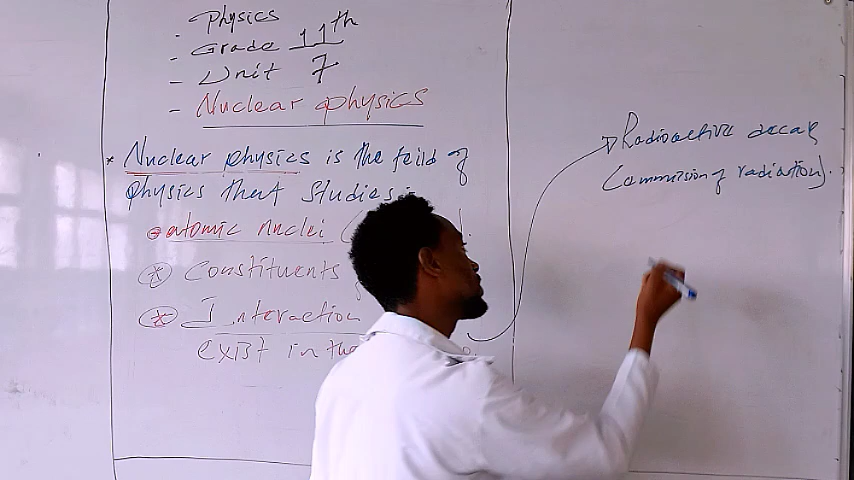 Physics
- Grade 11th
- Unit 7
- Nuclear physics
* Nuclear physics is the feild of
physics that studies:
atomic nuclei (
* Constituents
* Interaction
exist in the
Radioactive decay
(emmission of radiation).